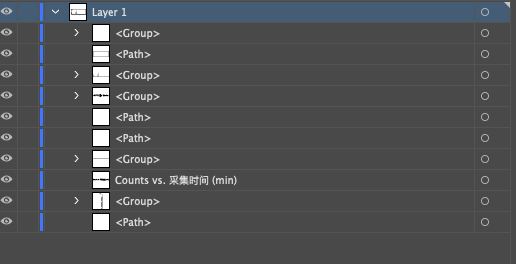 Layer 1
<Group>
<Path>
<Group>
<Group>
<Path>
<Path>
<Group>
Counts vs. 采集时间 (min)
<Group>
<Path>